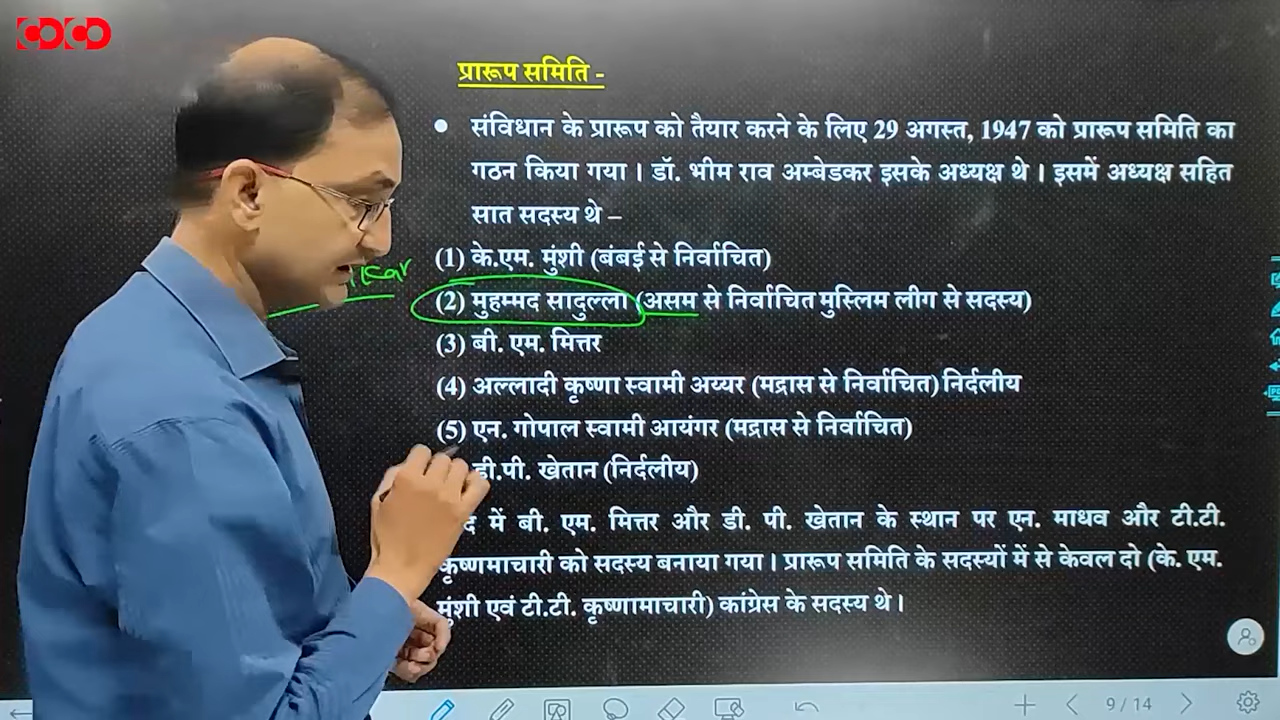 COCO
प्रारूप समिति -
● संविधान के प्रारूप को तैयार करने के लिए 29 अगस्त, 1947 को प्रारूप समिति का
गठन किया गया । डॉ. भीम राव अम्बेडकर इसके अध्यक्ष थे । इसमें अध्यक्ष सहित
सात सदस्य थे –
(1) के.एम. मुंशी (बंबई से निर्वाचित)
(2) मुहम्मद सादुल्ला (असम से निर्वाचित मुस्लिम लीग से सदस्य)
(3) बी. एम. मित्तर
(4) अल्लादी कृष्णा स्वामी अय्यर (मद्रास से निर्वाचित) निर्दलीय
(5) एन. गोपाल स्वामी आयंगर (मद्रास से निर्वाचित)
डी.पी. खेतान (निर्दलीय)
में बी. एम. मित्तर और डी. पी. खेतान के स्थान पर एन. माधव और टी.टी.
कृष्णमाचारी को सदस्य बनाया गया । प्रारूप समिति के सदस्यों में से केवल दो (के. एम.
मुंशी एवं टी.टी. कृष्णामाचारी) कांग्रेस के सदस्य थे ।
9 / 14